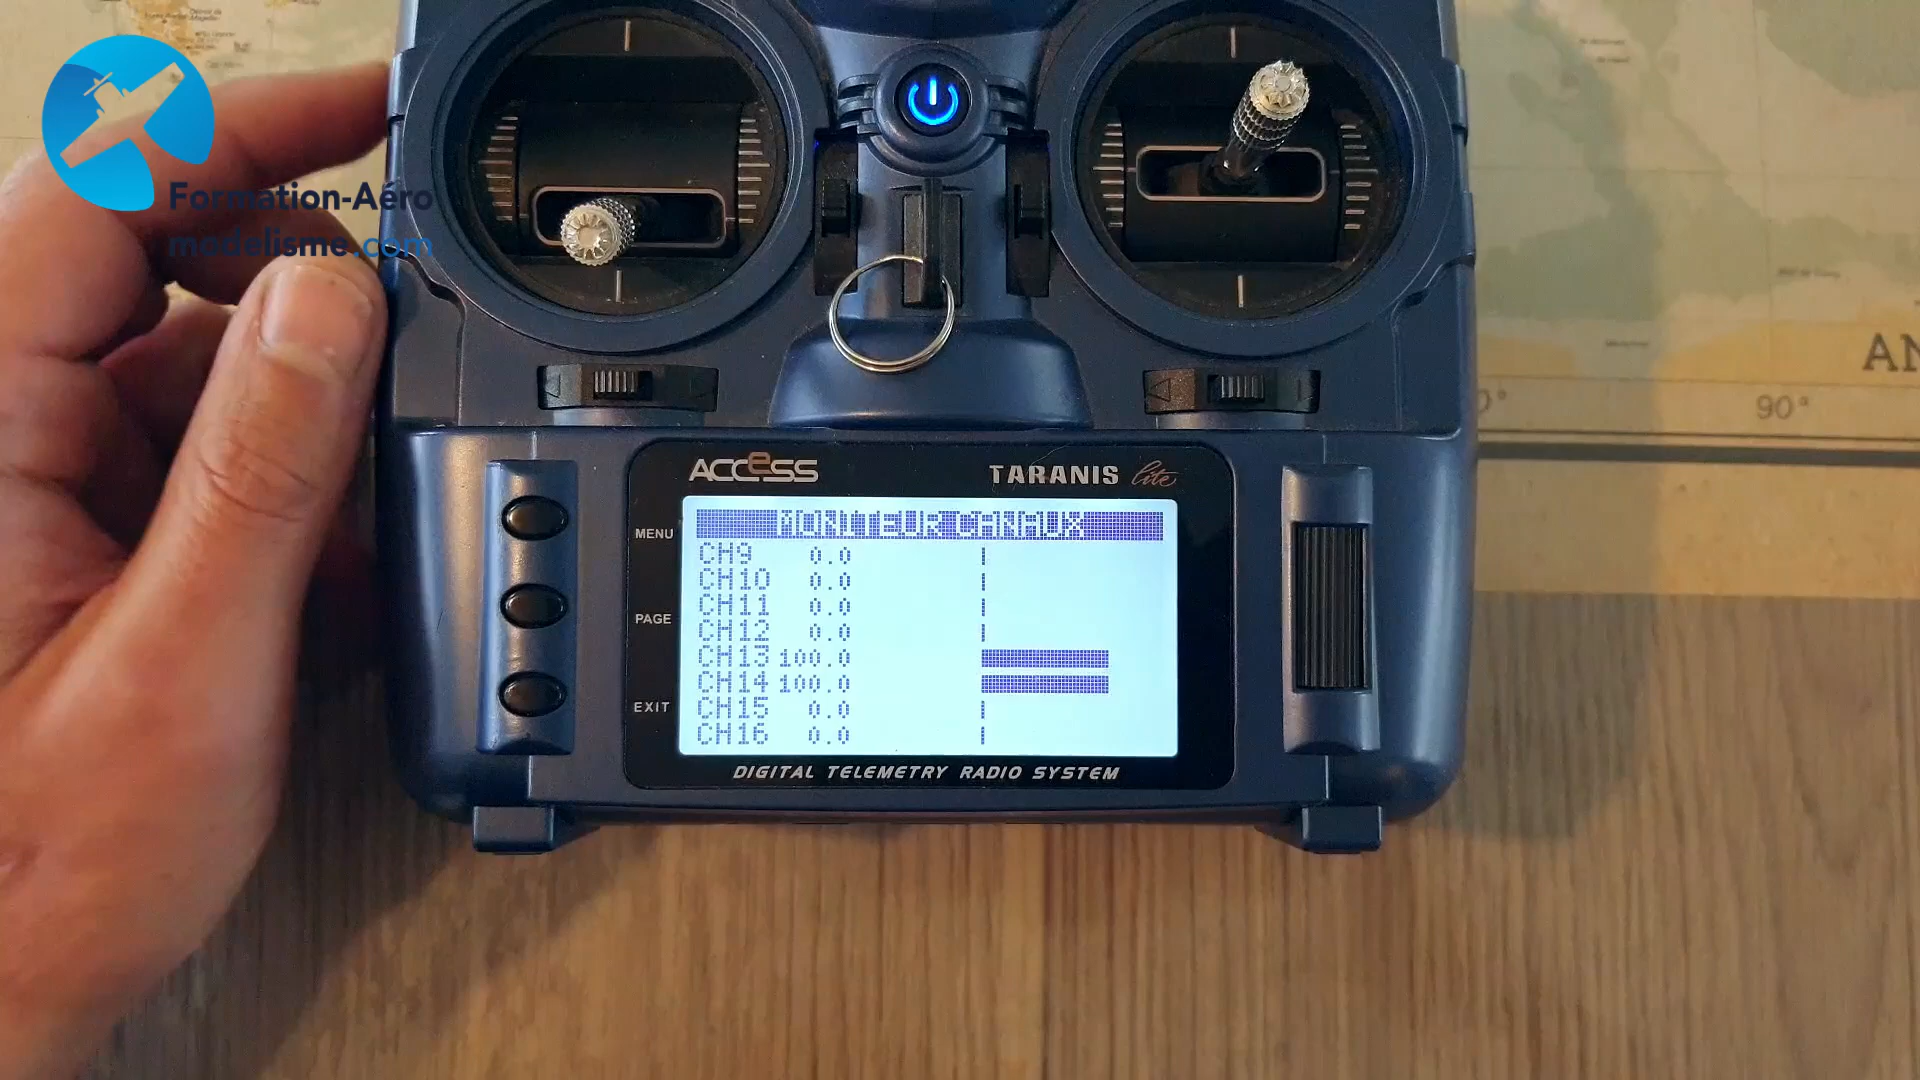 Formation-Aéro
modelisme.com
ACCeSS
TARANIS lite
MENU
PAGE
EXIT
MONITEUR CANAUX
CH9 0.0
CH10 0.0
CH11 0.0
CH12 0.0
CH13 100.0
CH14 100.0
CH15 0.0
CH16 0.0
DIGITAL TELEMETRY RADIO SYSTEM
AN
90°